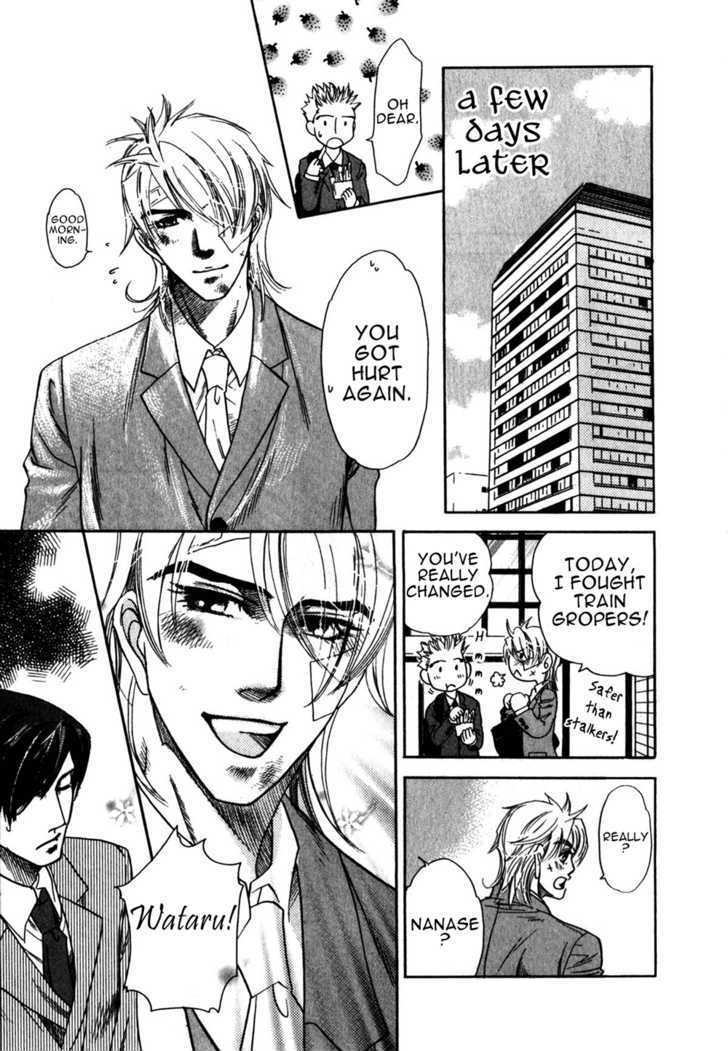 a few
days
later
OH
DEAR.
GOOD
MORN-
ING.
YOU
GOT
HURT
AGAIN.
TODAY,
I FOUGHT
TRAIN
GROPERS!
Safer
than
stalkers!
YOU'VE
REALLY
CHANGED.
Hmmm
REALLY
?
NANASE
?
Wataru!